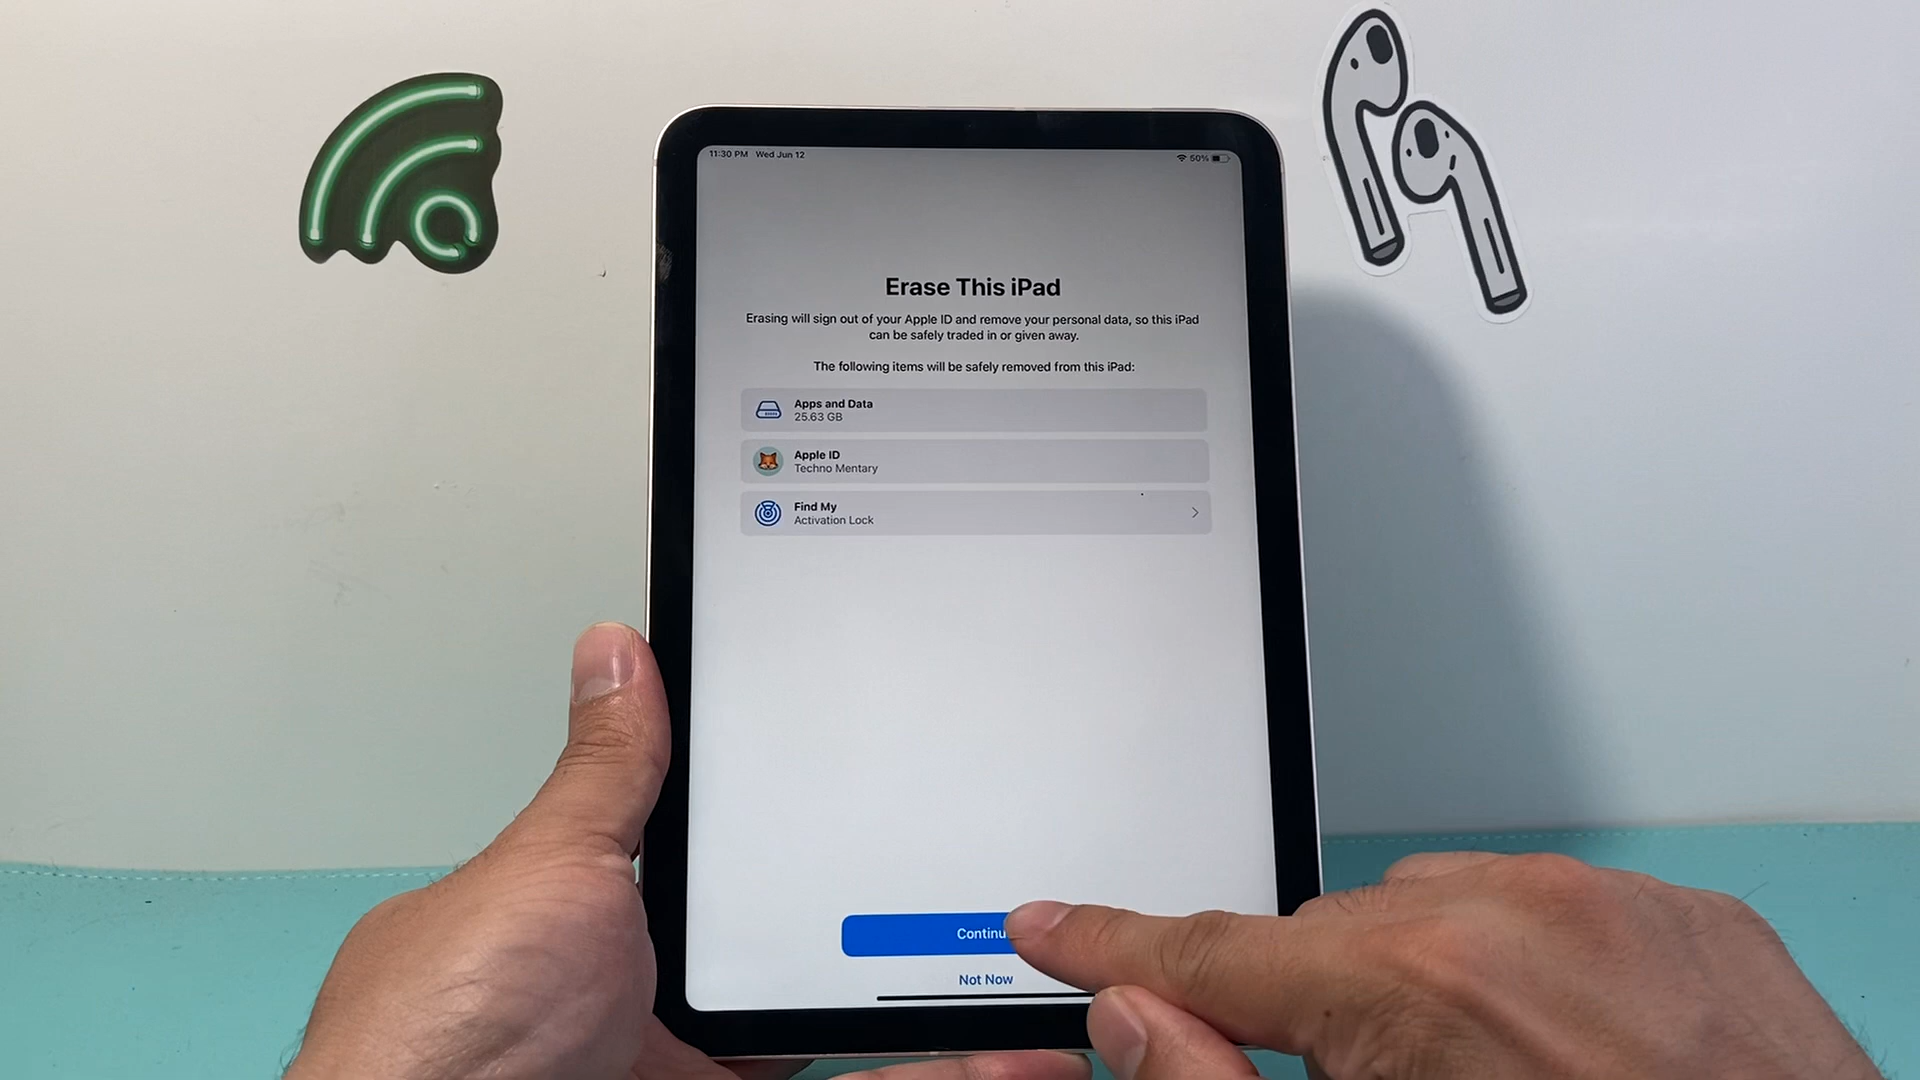 11:30 PM Wed Jun 12
50%
Erase This iPad
Erasing will sign out of your Apple ID and remove your personal data, so this iPad
can be safely traded in or given away.
The following items will be safely removed from this iPad:
Apps and Data
25.63 GB
Apple ID
Techno Mentary
Find My
Activation Lock
Continu
Not Now